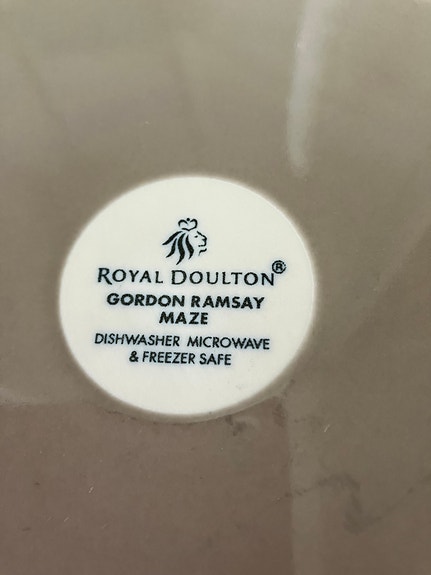 ROYAL DOULTON®
GORDON RAMSAY
MAZE
DISHWASHER MICROWAVE
& FREEZER SAFE